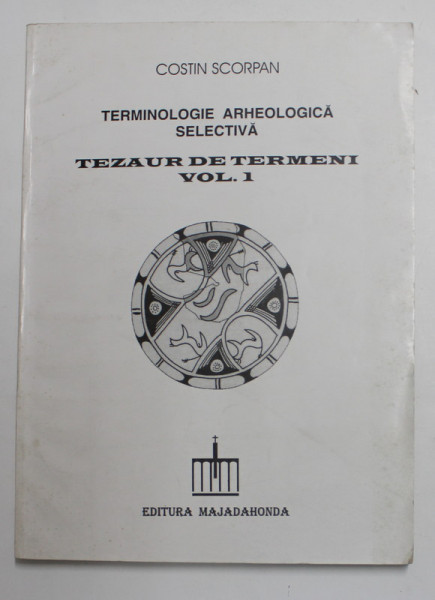 COSTIN SCORPAN
TERMINOLOGIE ARHEOLOGICĂ
SELECTIVĂ
TEZAUR DE TERMENI
VOL. 1
EDITURA MAJADAHONDA